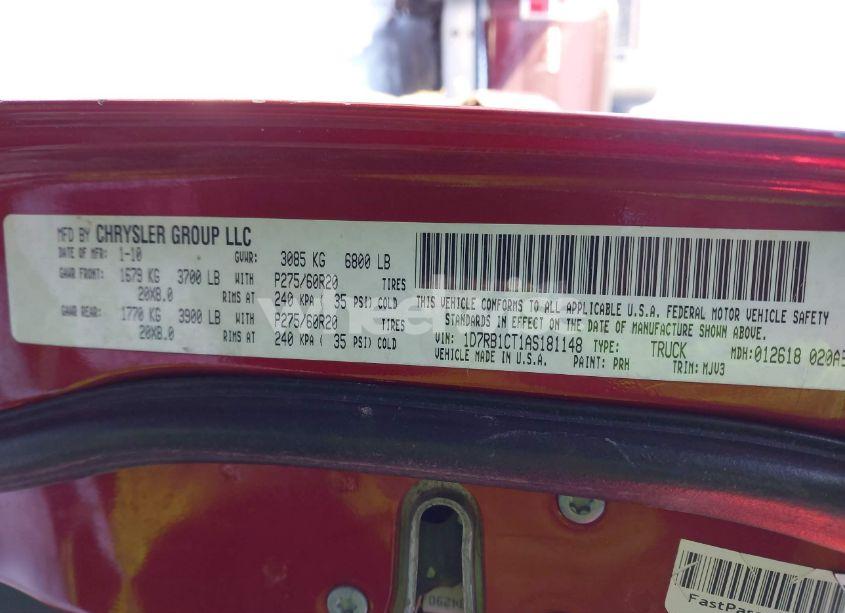 MFD BY CHRYSLER GROUP LLC
DATE OF MFR: 1-10 GVWR: 3085 KG 6800 LB
GAWR FRONT: 1679 KG 3700 LB WITH P275/60R20 TIRES
20X8.0 RIMS AT 240 KPA ( 35 PSI) COLD
GAWR REAR: 1770 KG 3900 LB WITH P275/60R20 TIRES
20X8.0 RIMS AT 240 KPA ( 35 PSI) COLD
THIS VEHICLE CONFORMS TO ALL APPLICABLE U.S.A. FEDERAL MOTOR VEHICLE SAFETY
STANDARDS IN EFFECT ON THE DATE OF MANUFACTURE SHOWN ABOVE.
VIN: 1D7RB1CT1AS181148 TYPE: TRUCK MDH: 012618
VEHICLE MADE IN U.S.A. PAINT: PRH TRIM: MJV3